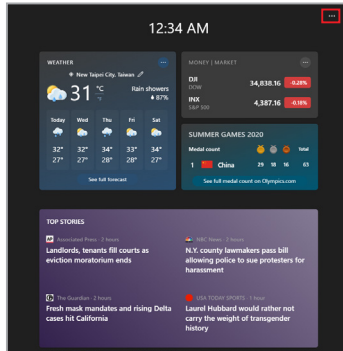 12:34 AM
WEATHER
New Taipei City, Taiwan
31 °C
Rain showers
87%
Today Wed Thu Fri Sat
32° 32° 34° 33° 34°
27° 27° 28° 28° 27°
See full forecast
MONEY | MARKET
DJI
DOW
34,838.16 -0.28%
INX
S&P 500
4,387.16 -0.18%
SUMMER GAMES 2020
Medal count Total
1 China 29 18 16 63
See full medal count on Olympics.com
TOP STORIES
Associated Press · 2 hours
Landlords, tenants fill courts as
eviction moratorium ends
NBC News · 2 hours
N.Y. county lawmakers pass bill
allowing police to sue protesters for
harassment
The Guardian · 2 hours
Fresh mask mandates and rising Delta
cases hit California
USA TODAY SPORTS · 1 hour
Laurel Hubbard would rather not
carry the weight of transgender
history